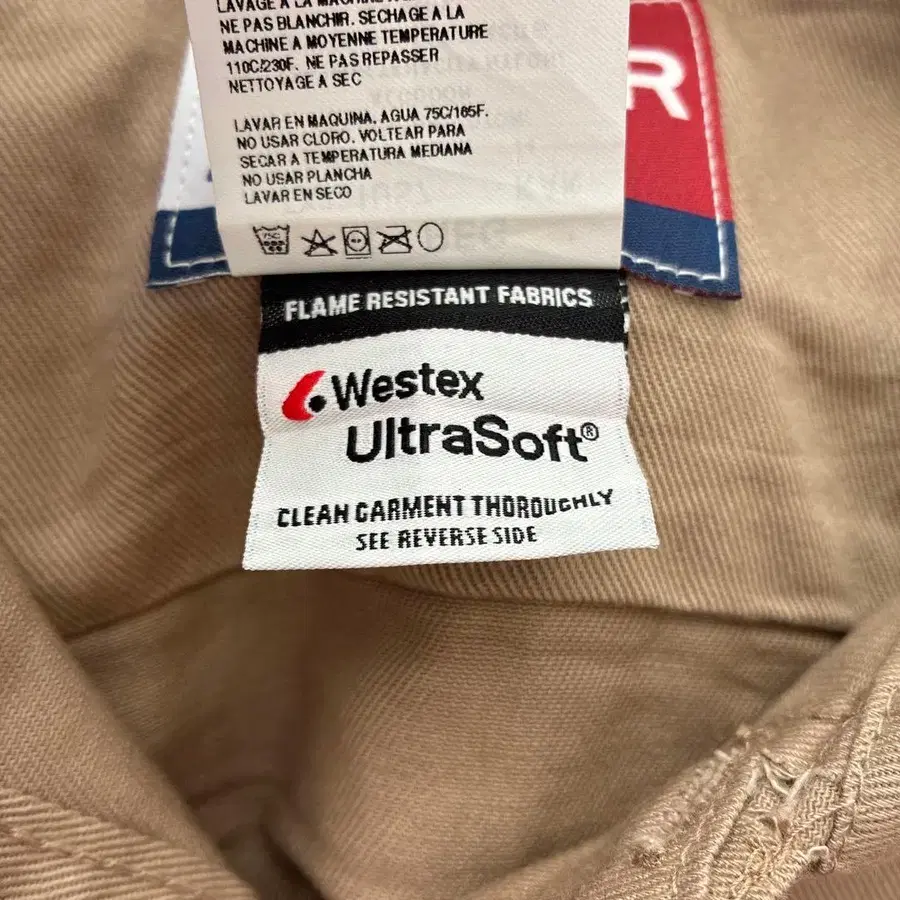 LAVAGE A LA MACHINE
NE PAS BLANCHIR. SECHAGE A LA
MACHINE A MOYENNE TEMPERATURE
110C/230F. NE PAS REPASSER
NETTOYAGE A SEC
LAVAR EN MAQUINA, AGUA 75C/165F.
NO USAR CLORO, VOLTEAR PARA
SECAR A TEMPERATURA MEDIANA
NO USAR PLANCHA
LAVAR EN SECO
75C
R
FLAME RESISTANT FABRICS
Westex
UltraSoft®
CLEAN GARMENT THOROUGHLY
SEE REVERSE SIDE